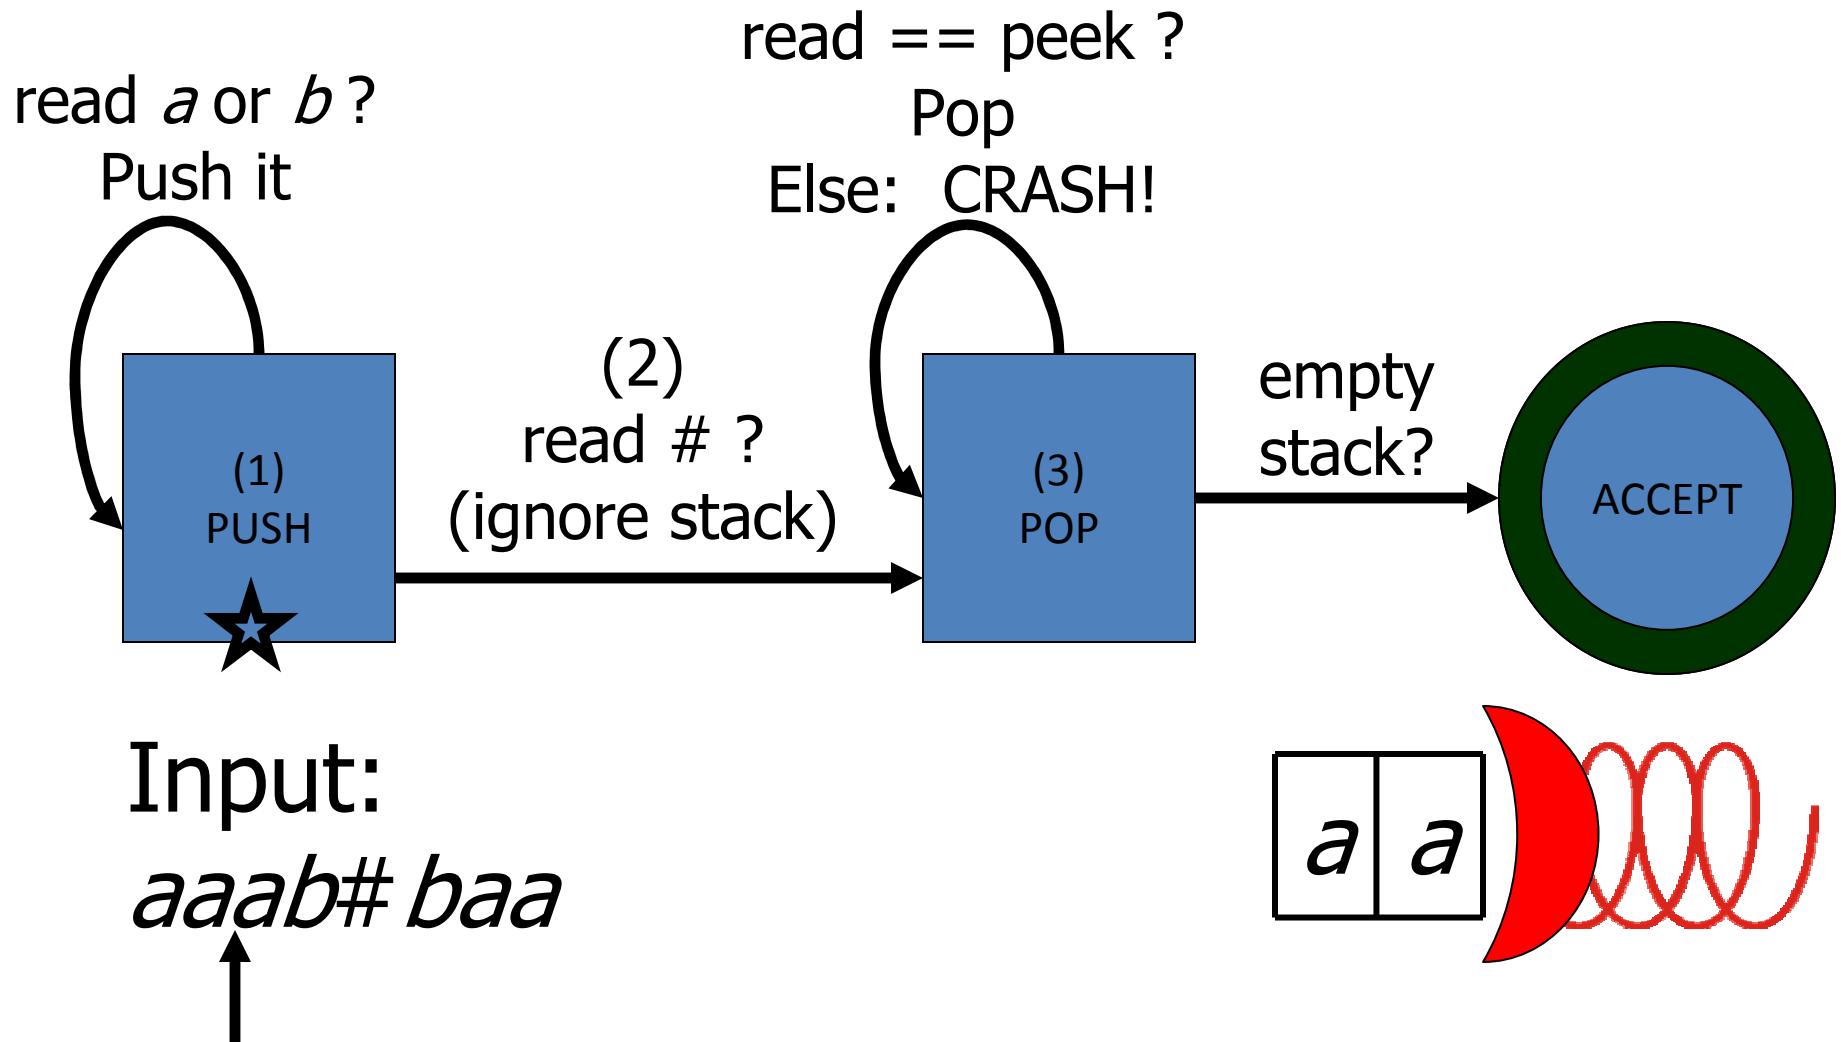 read == peek ?
Pop
Else: CRASH!
read a or b ?
Push it
(2)
read # ?
(ignore stack)
empty
stack?
(1)
PUSH
(3)
POP
ACCEPT
Input:
aaab#baa
a a